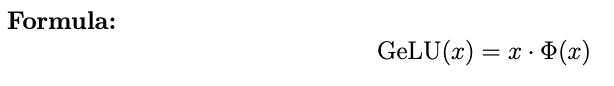 Formula:
GeLU(x) = x · Φ(x)